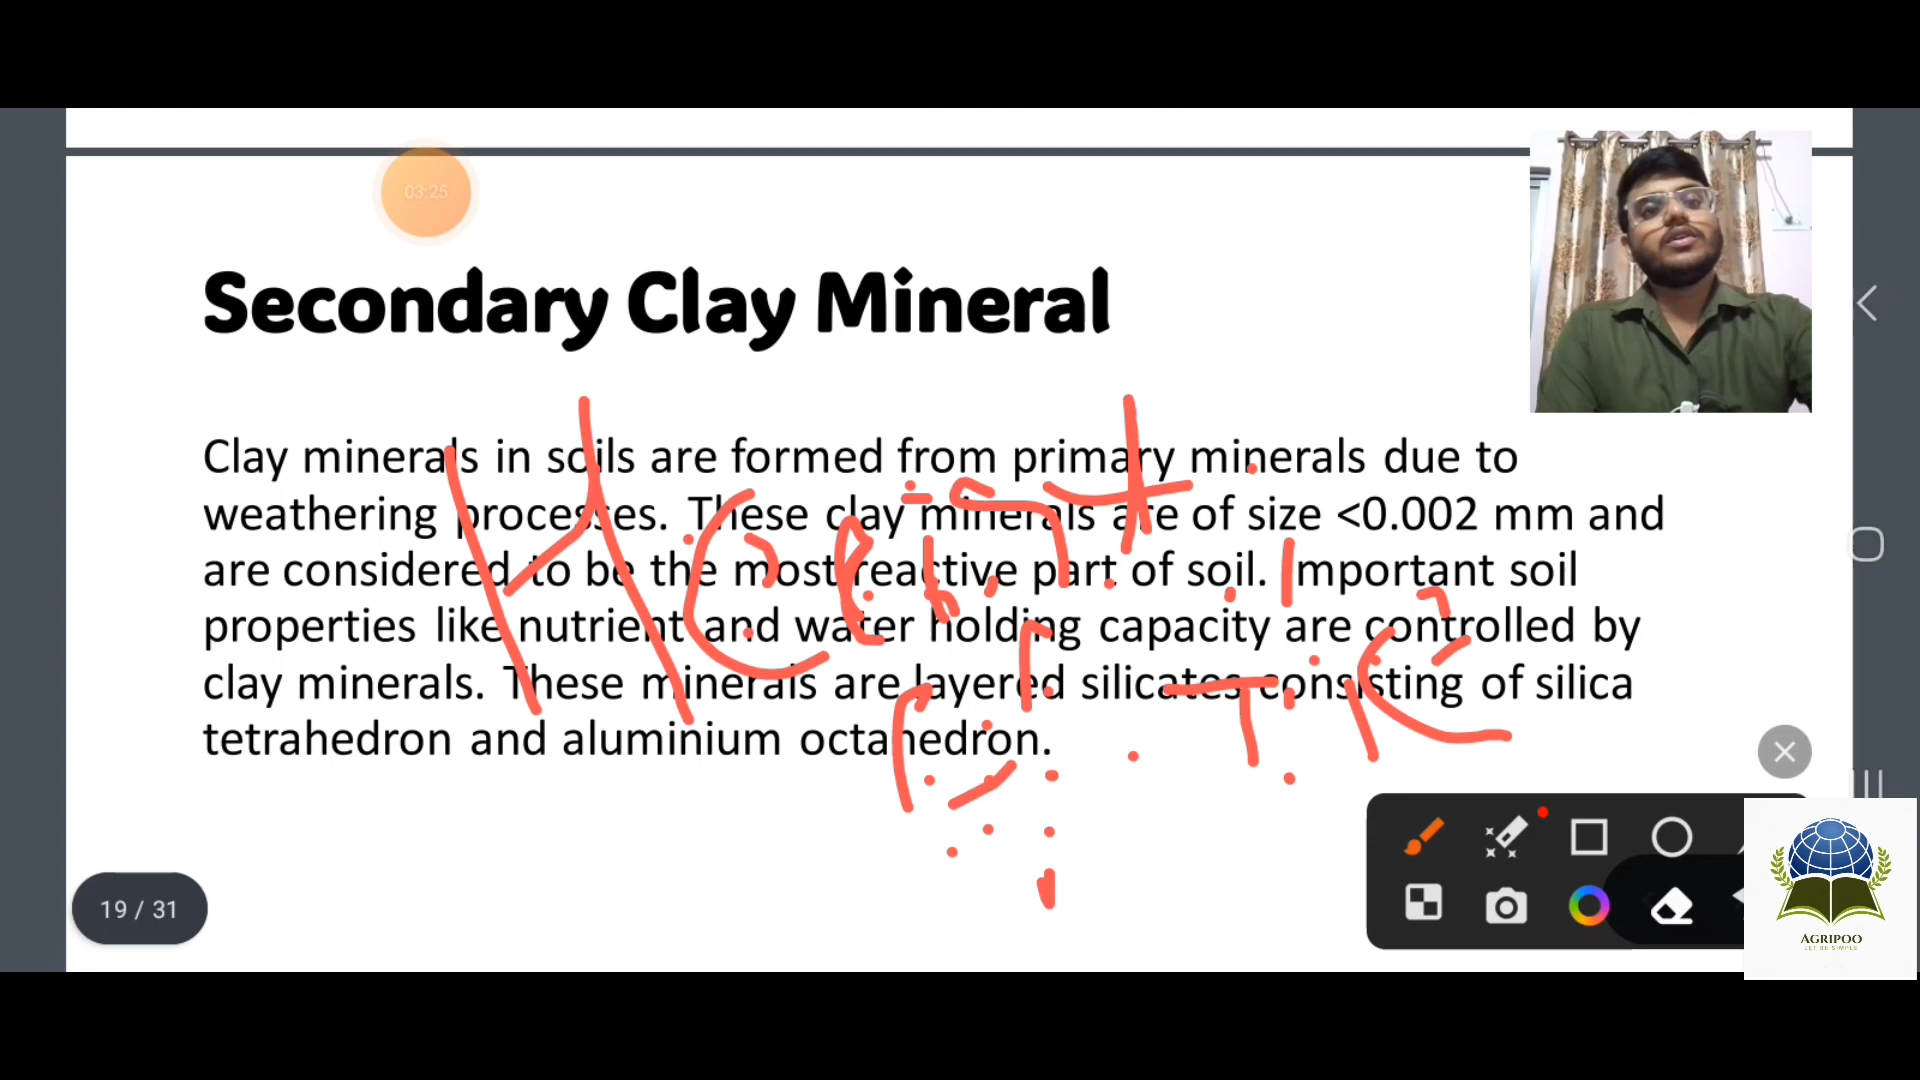 03:25
Secondary Clay Mineral
Clay minerals in soils are formed from primary minerals due to
weathering processes. These clay minerals are of size <0.002 mm and
are considered to be the most reactive part of soil. Important soil
properties like nutrient and water holding capacity are controlled by
clay minerals. These minerals are layered silicates consisting of silica
tetrahedron and aluminium octahedron.
19 / 31
AGRIPOO
LET BE SIMPLE